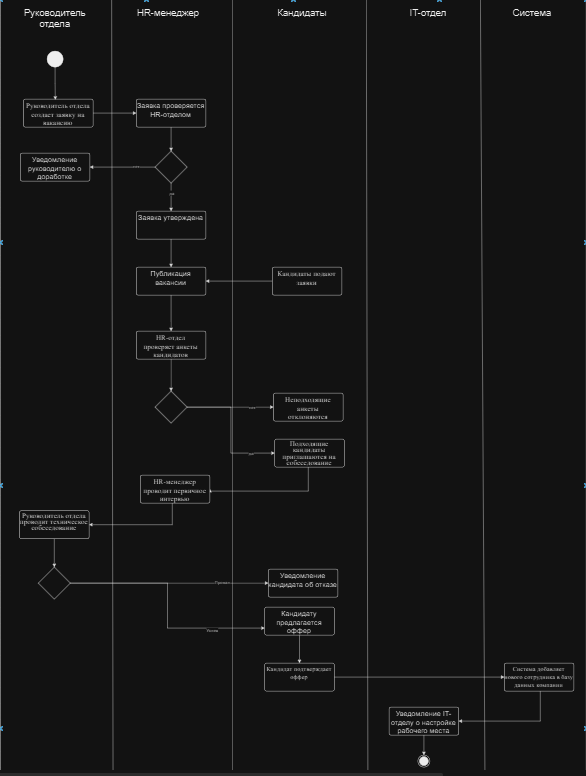 Руководитель
отдела
HR-менеджер
Кандидаты
IT-отдел
Система
Руководитель отдела
создает заявку на
вакансию
Заявка проверяется
HR-отделом
Уведомление
руководителю о
доработке
Заявка утверждена
Публикация
вакансии
Кандидаты подают
заявки
HR-отдел
проверяет анкеты
кандидатов
Неподходящие
анкеты
отклоняются
Подходящие
кандидаты
приглашаются на
собеседование
HR-менеджер
проводит первичное
интервью
Руководитель отдела
проводит техническое
собеседование
Уведомление
кандидата об отказе
Кандидату
предлагается
оффер
Кандидат подтверждает
оффер
Система добавляет
нового сотрудника в базу
данных компании
Уведомление IT-
отделу о настройке
рабочего места